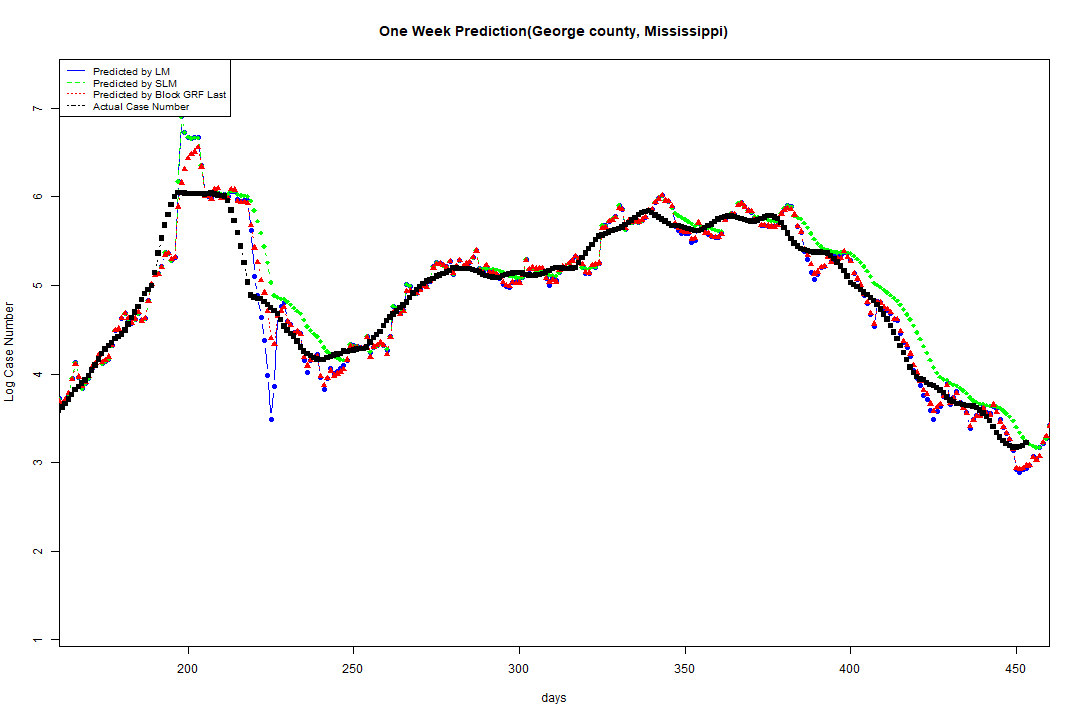 One Week Prediction(George county, Mississippi)
Predicted by LM
Predicted by SLM
Predicted by Block GRF Last
Actual Case Number
Log Case Number
7
6
5
4
3
2
1
200 250 300 350 400 450
days